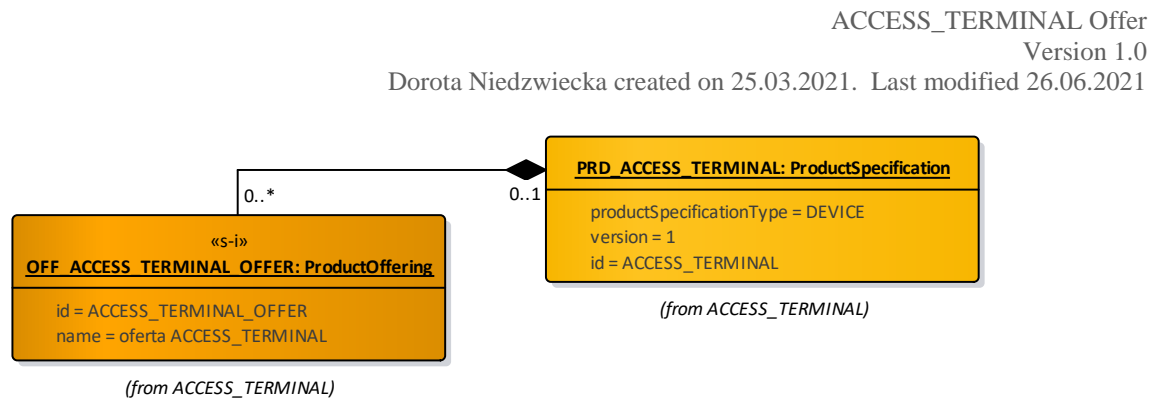 ACCESS_TERMINAL Offer
Version 1.0
Dorota Niedzwiecka created on 25.03.2021.  Last modified 26.06.2021
PRD_ACCESS_TERMINAL: ProductSpecification
productSpecificationType = DEVICE
version = 1
id = ACCESS_TERMINAL
(from ACCESS_TERMINAL)
0..1
0..*
«s-i»
OFF_ACCESS_TERMINAL_OFFER: ProductOffering
id = ACCESS_TERMINAL_OFFER
name = oferta ACCESS_TERMINAL
(from ACCESS_TERMINAL)